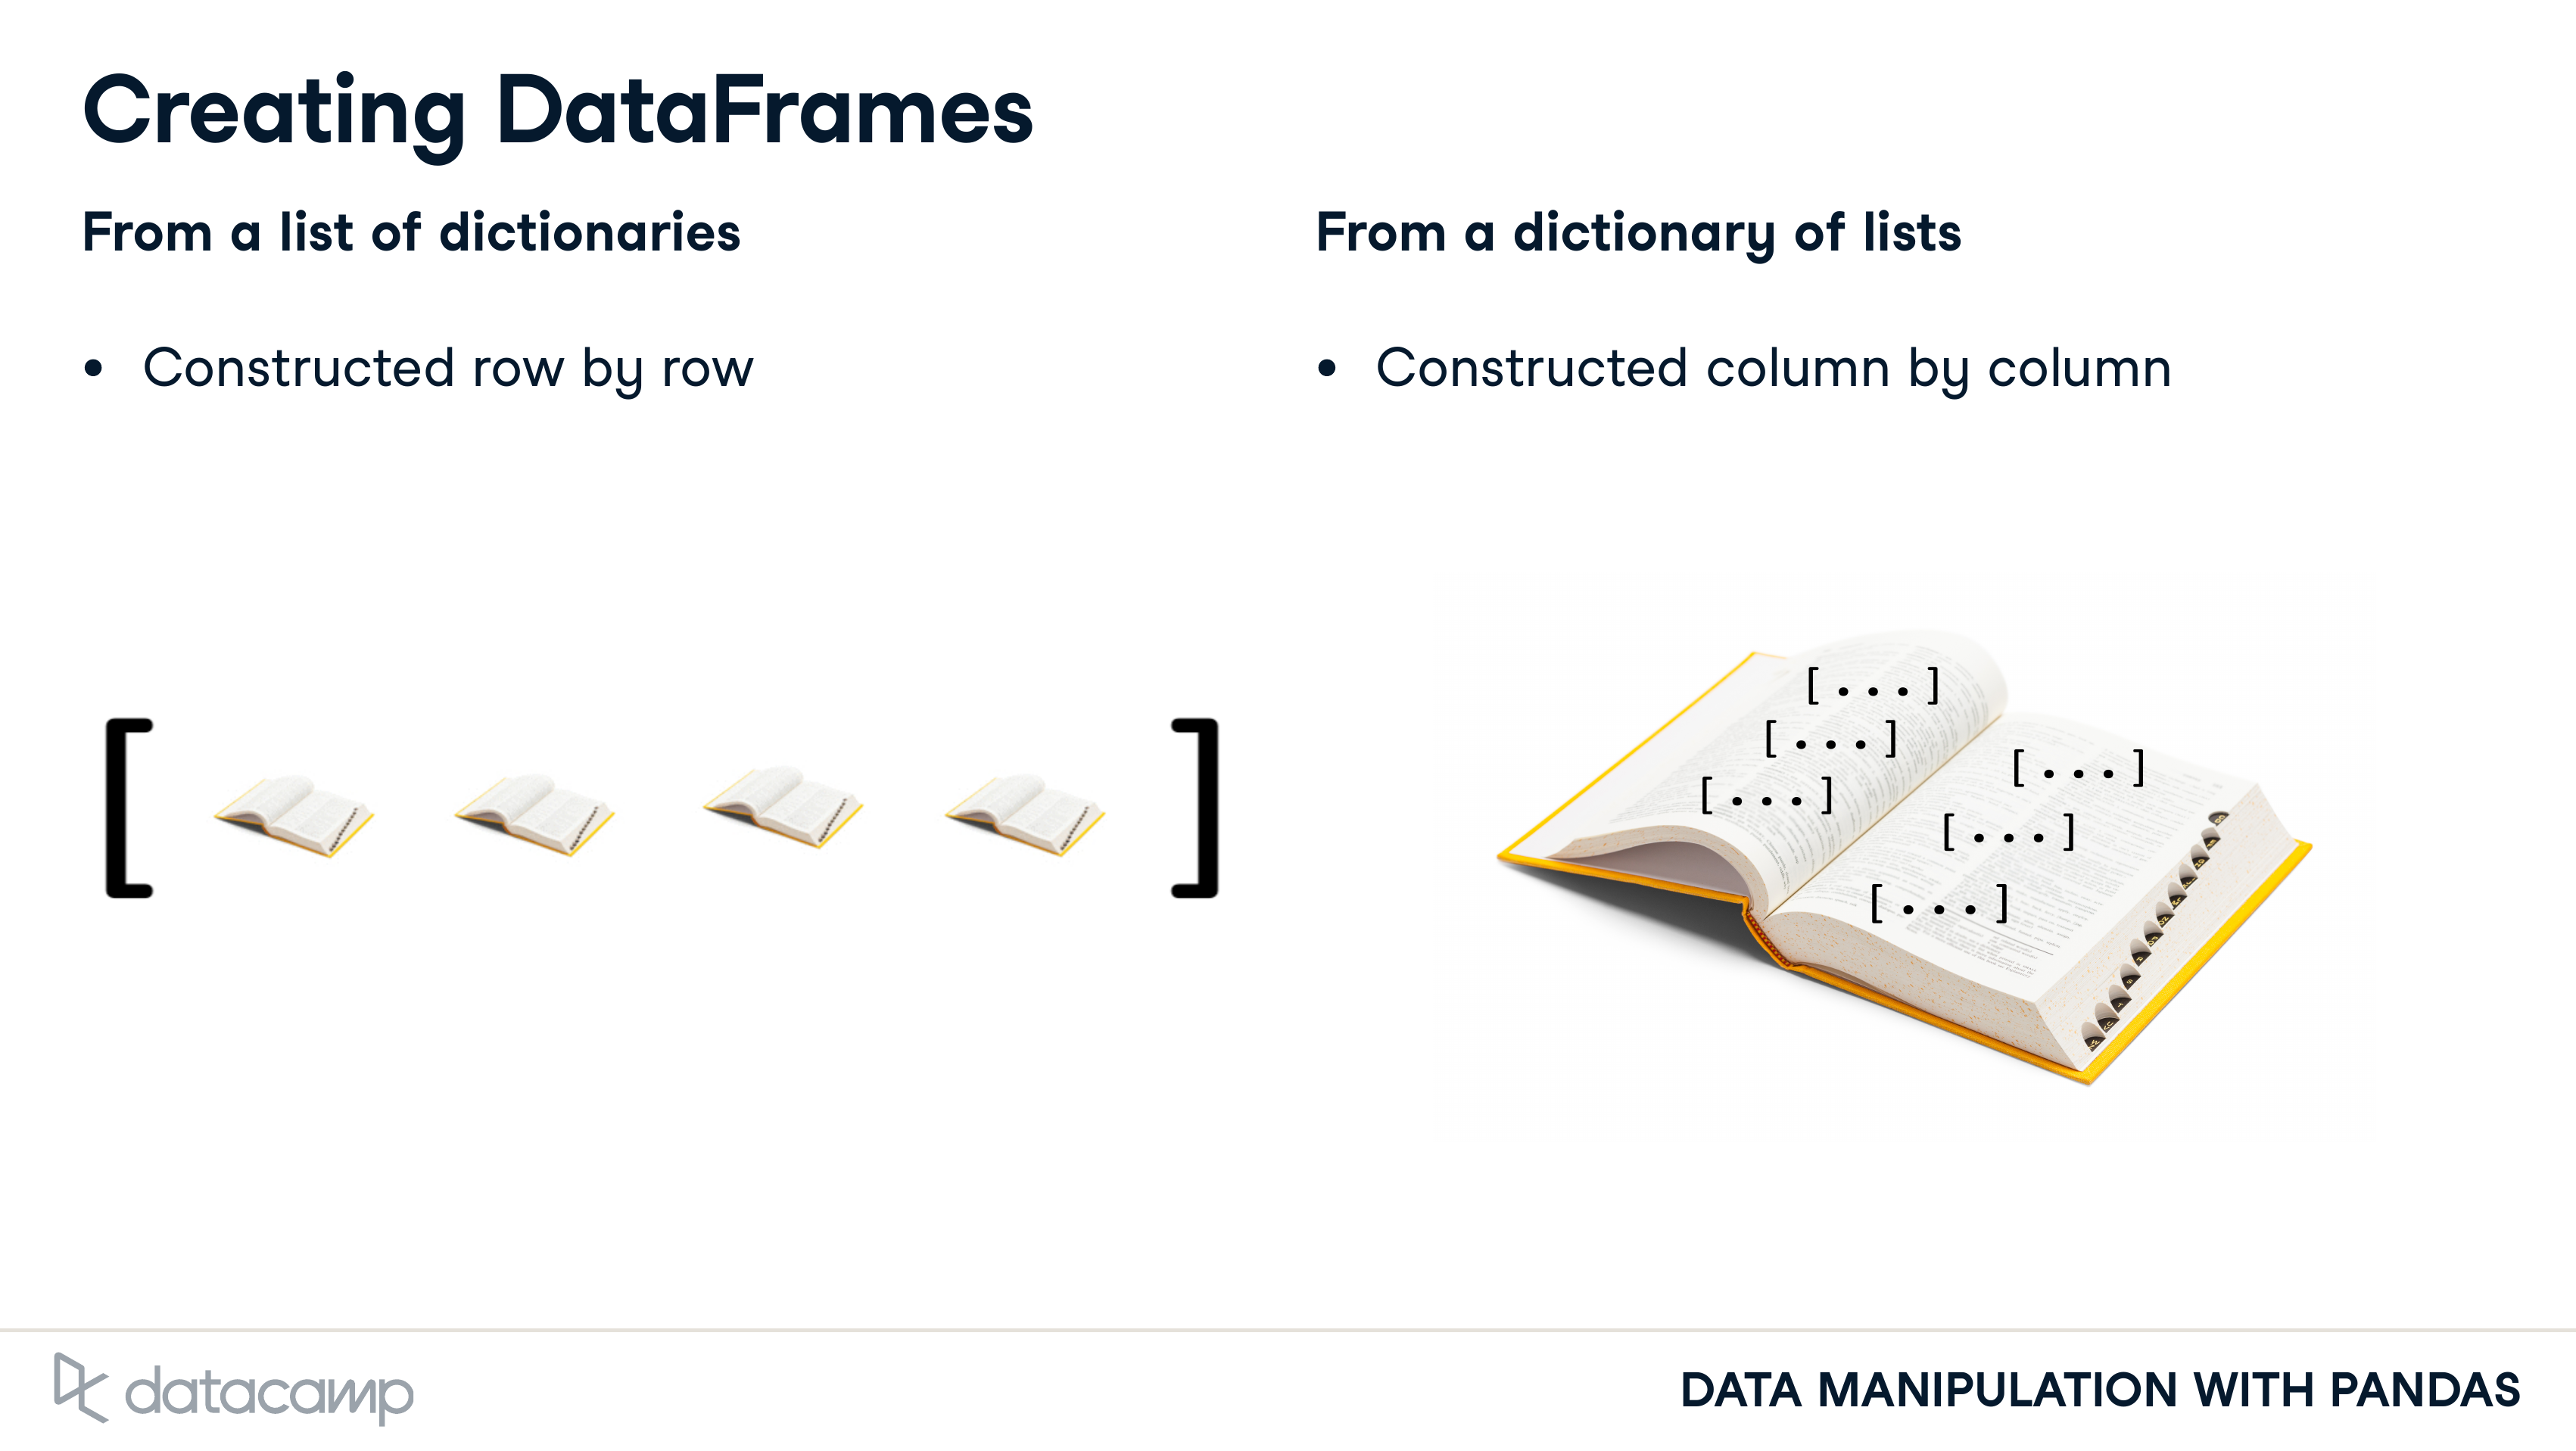 Creating DataFrames
From a list of dictionaries
• Constructed row by row
From a dictionary of lists
• Constructed column by column
[ ]
[...]
[...]
[...]
[...]
[...]
[...]
datacamp
DATA MANIPULATION WITH PANDAS